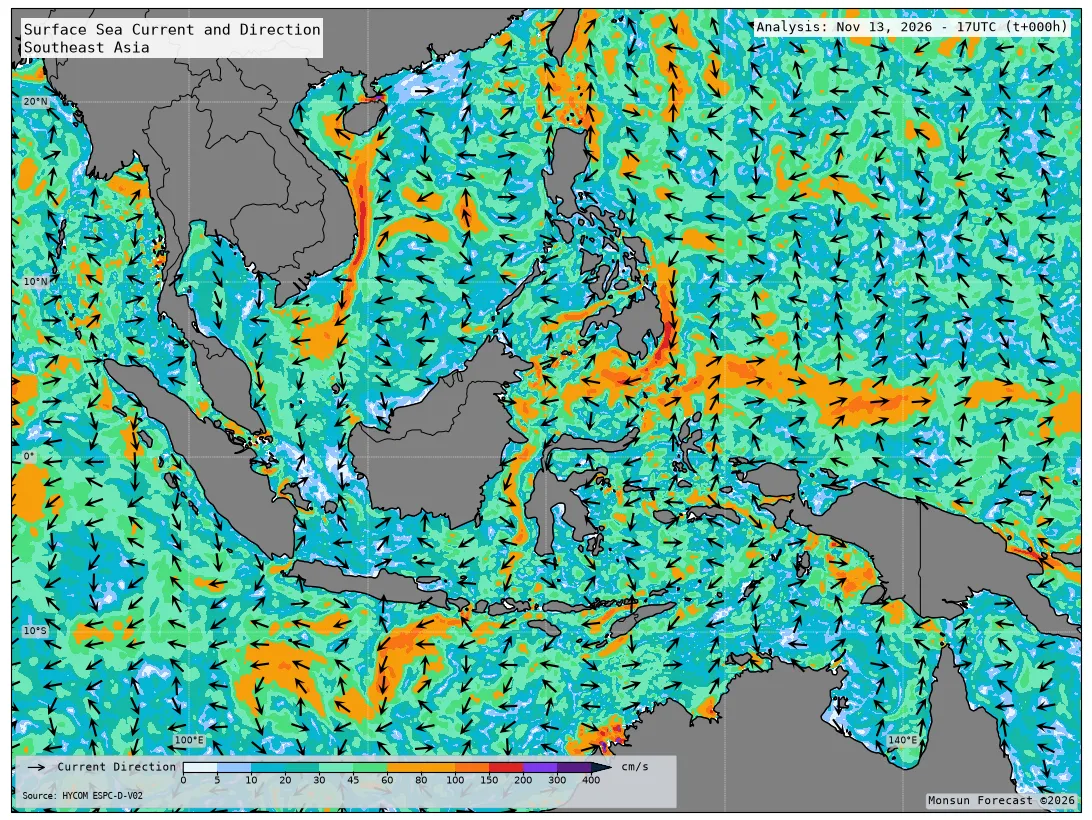 Surface Sea Current and Direction
Southeast Asia
Analysis: Nov 13, 2026 - 17UTC (t+000h)
20°N
10°N
0°
10°S
100°E
140°E
Current Direction
0 5 10 20 30 45 60 80 100 150 200 300 400 cm/s
Source: HYCOM ESPC-D-V02
Monsun Forecast ©2026